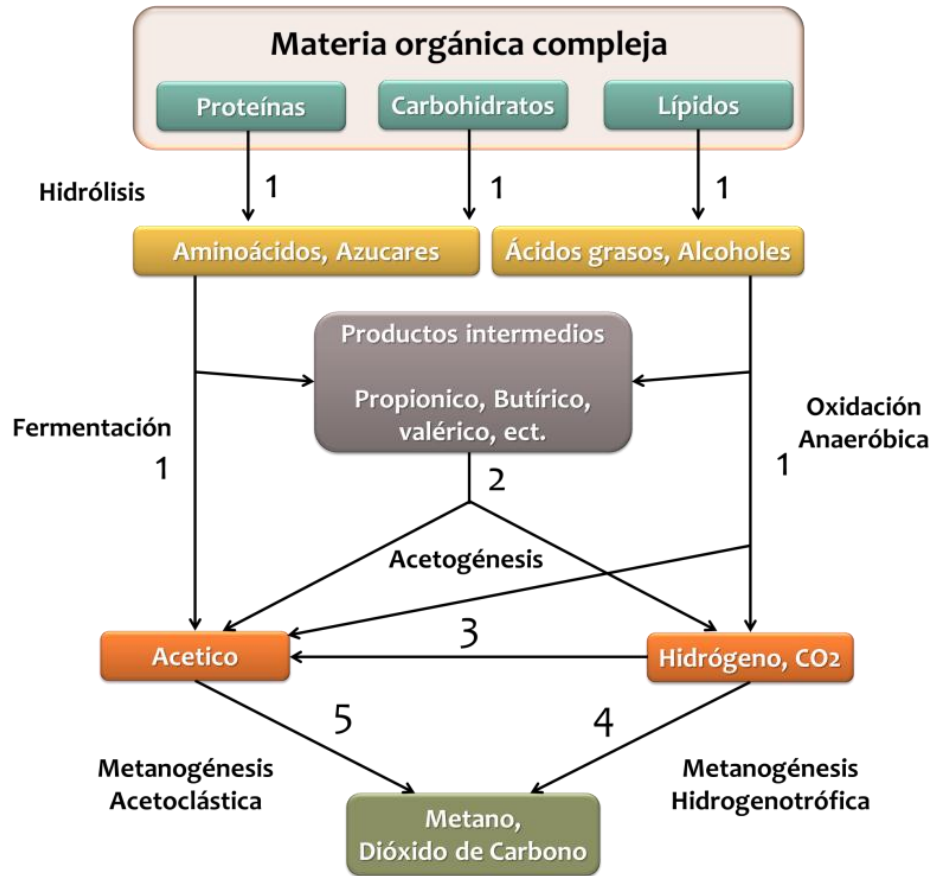 Materia orgánica compleja
Proteínas
Carbohidratos
Lípidos
Hidrólisis
1
1
1
Aminoácidos, Azucares
Ácidos grasos, Alcoholes
Productos intermedios
Propionico, Butírico,
valérico, ect.
Fermentación
1
Oxidación
Anaeróbica
1
2
Acetogénesis
3
Acetico
Hidrógeno, CO2
5
4
Metanogénesis
Acetoclástica
Metanogénesis
Hidrogenotrófica
Metano,
Dióxido de Carbono